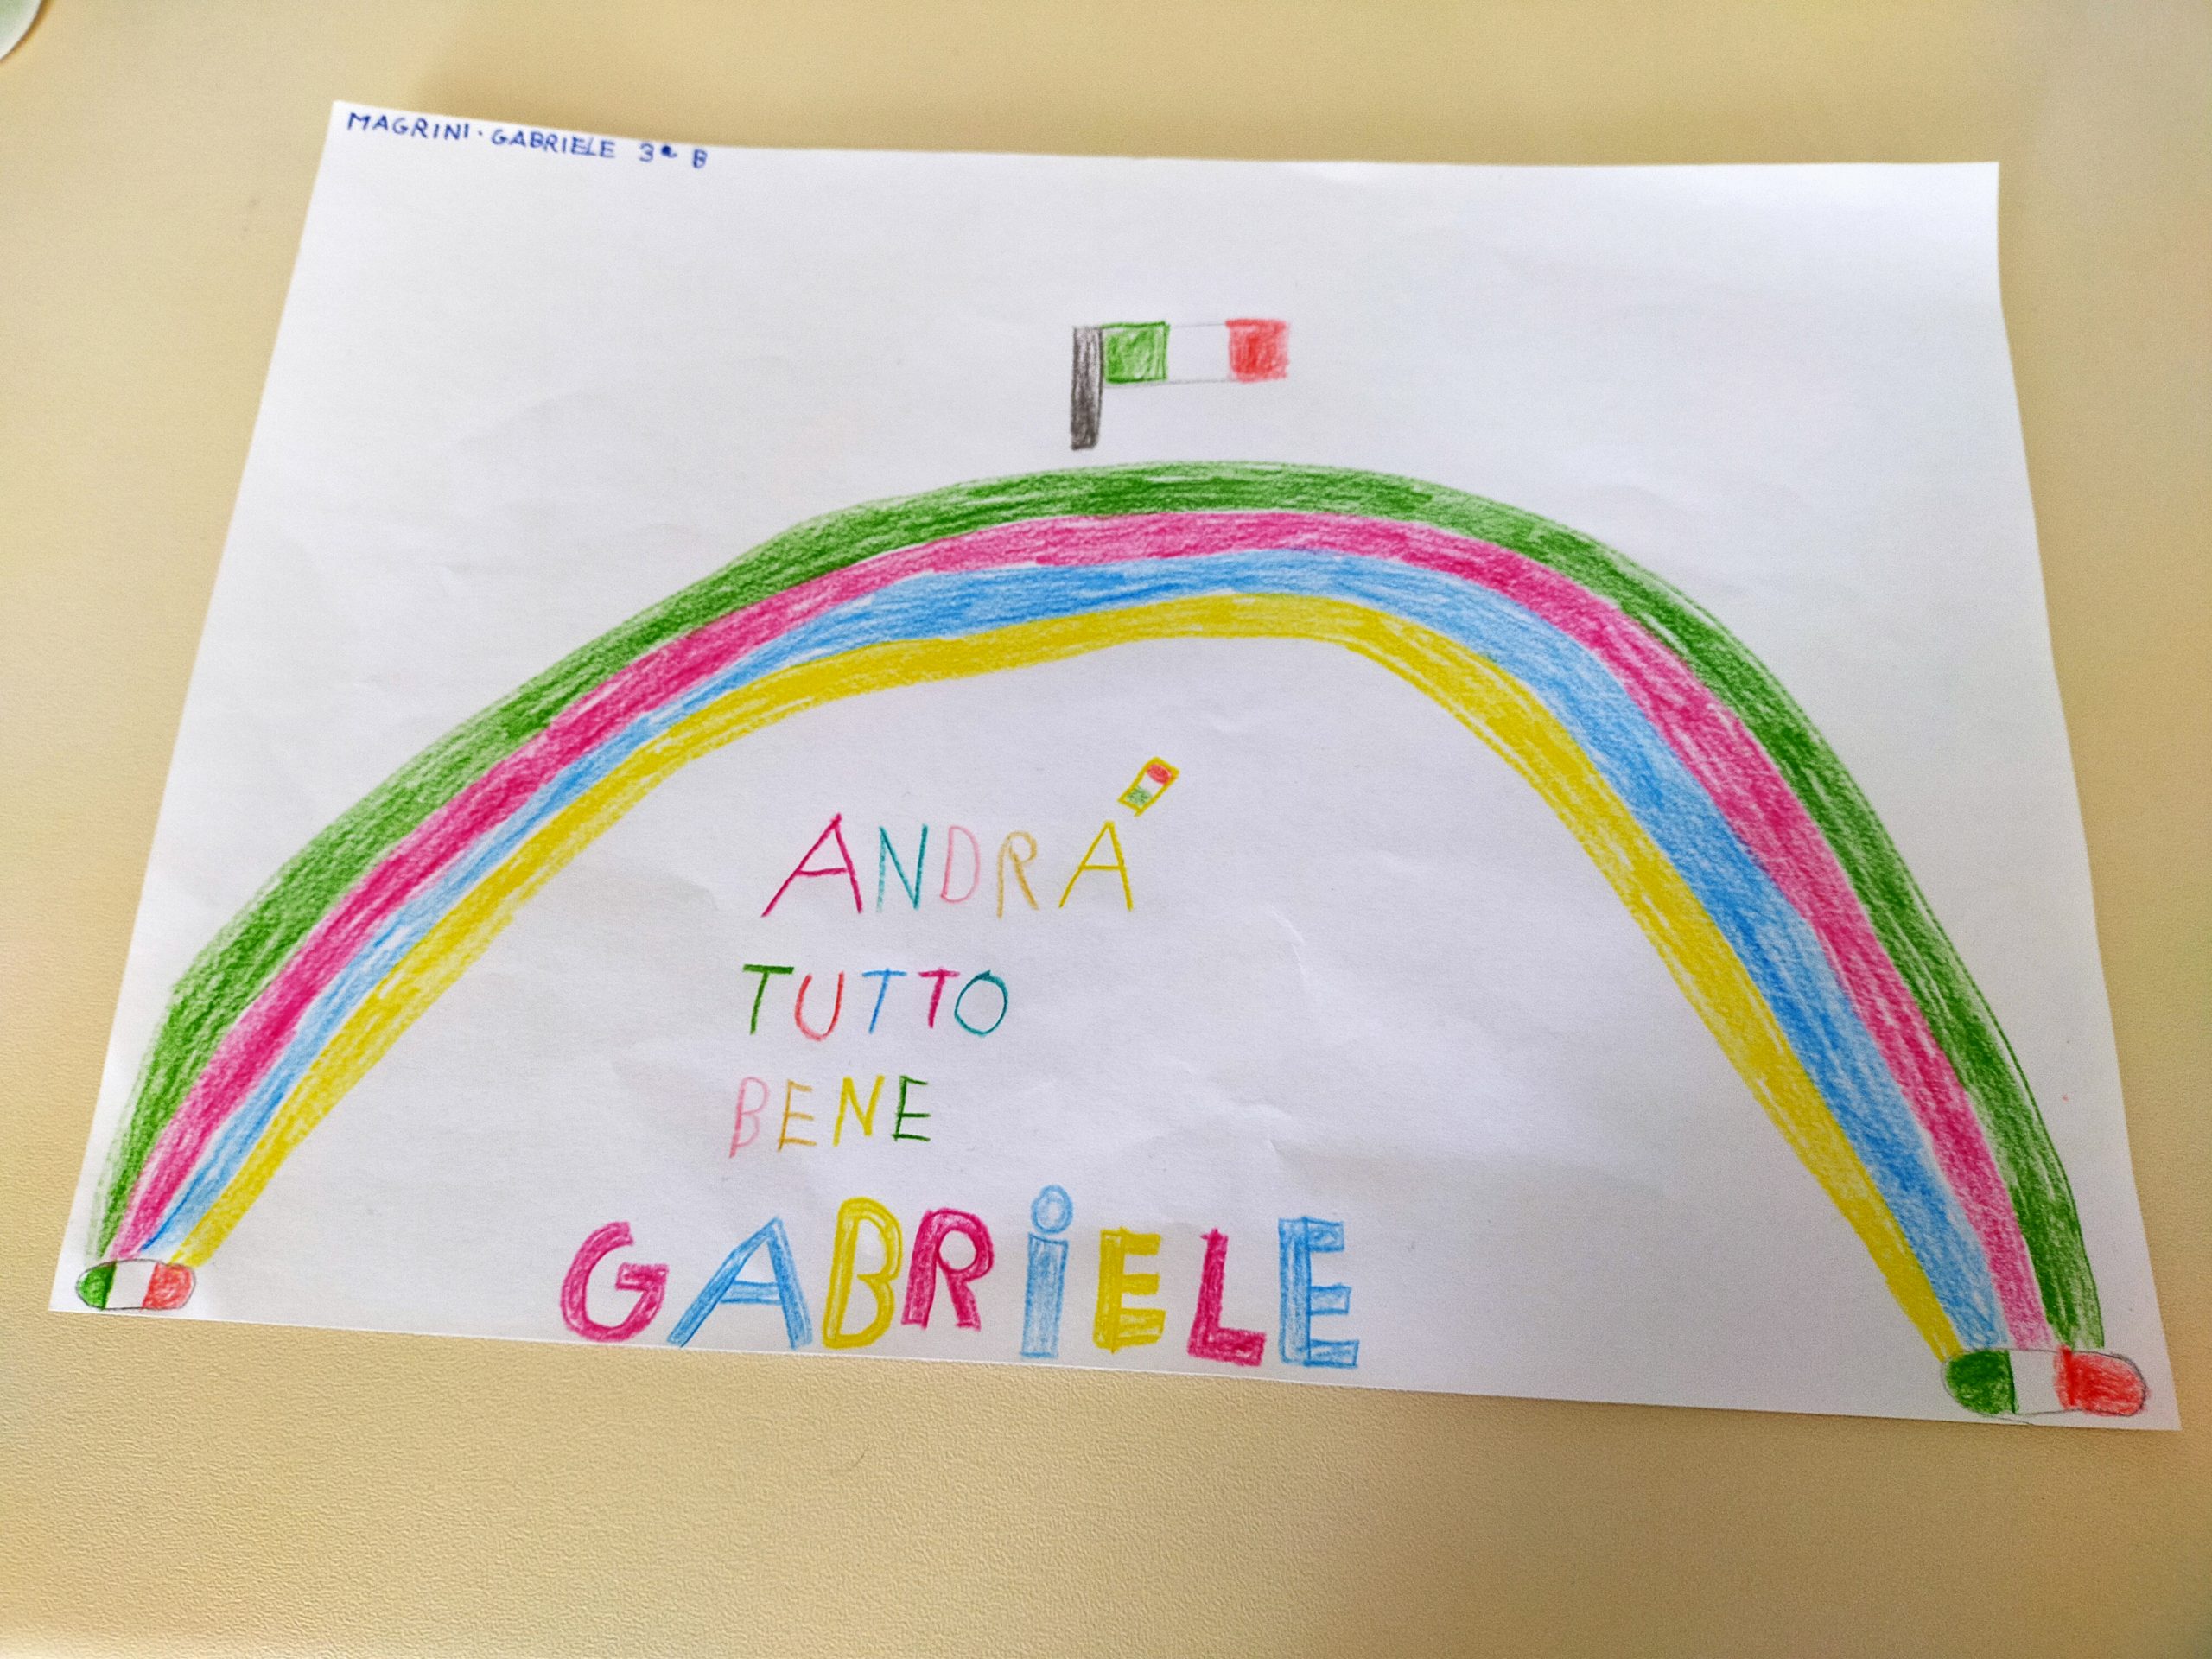 MAGRINI · GABRIELE 3ª B
ANDRÁ
TUTTO
BENE
GABRiELE